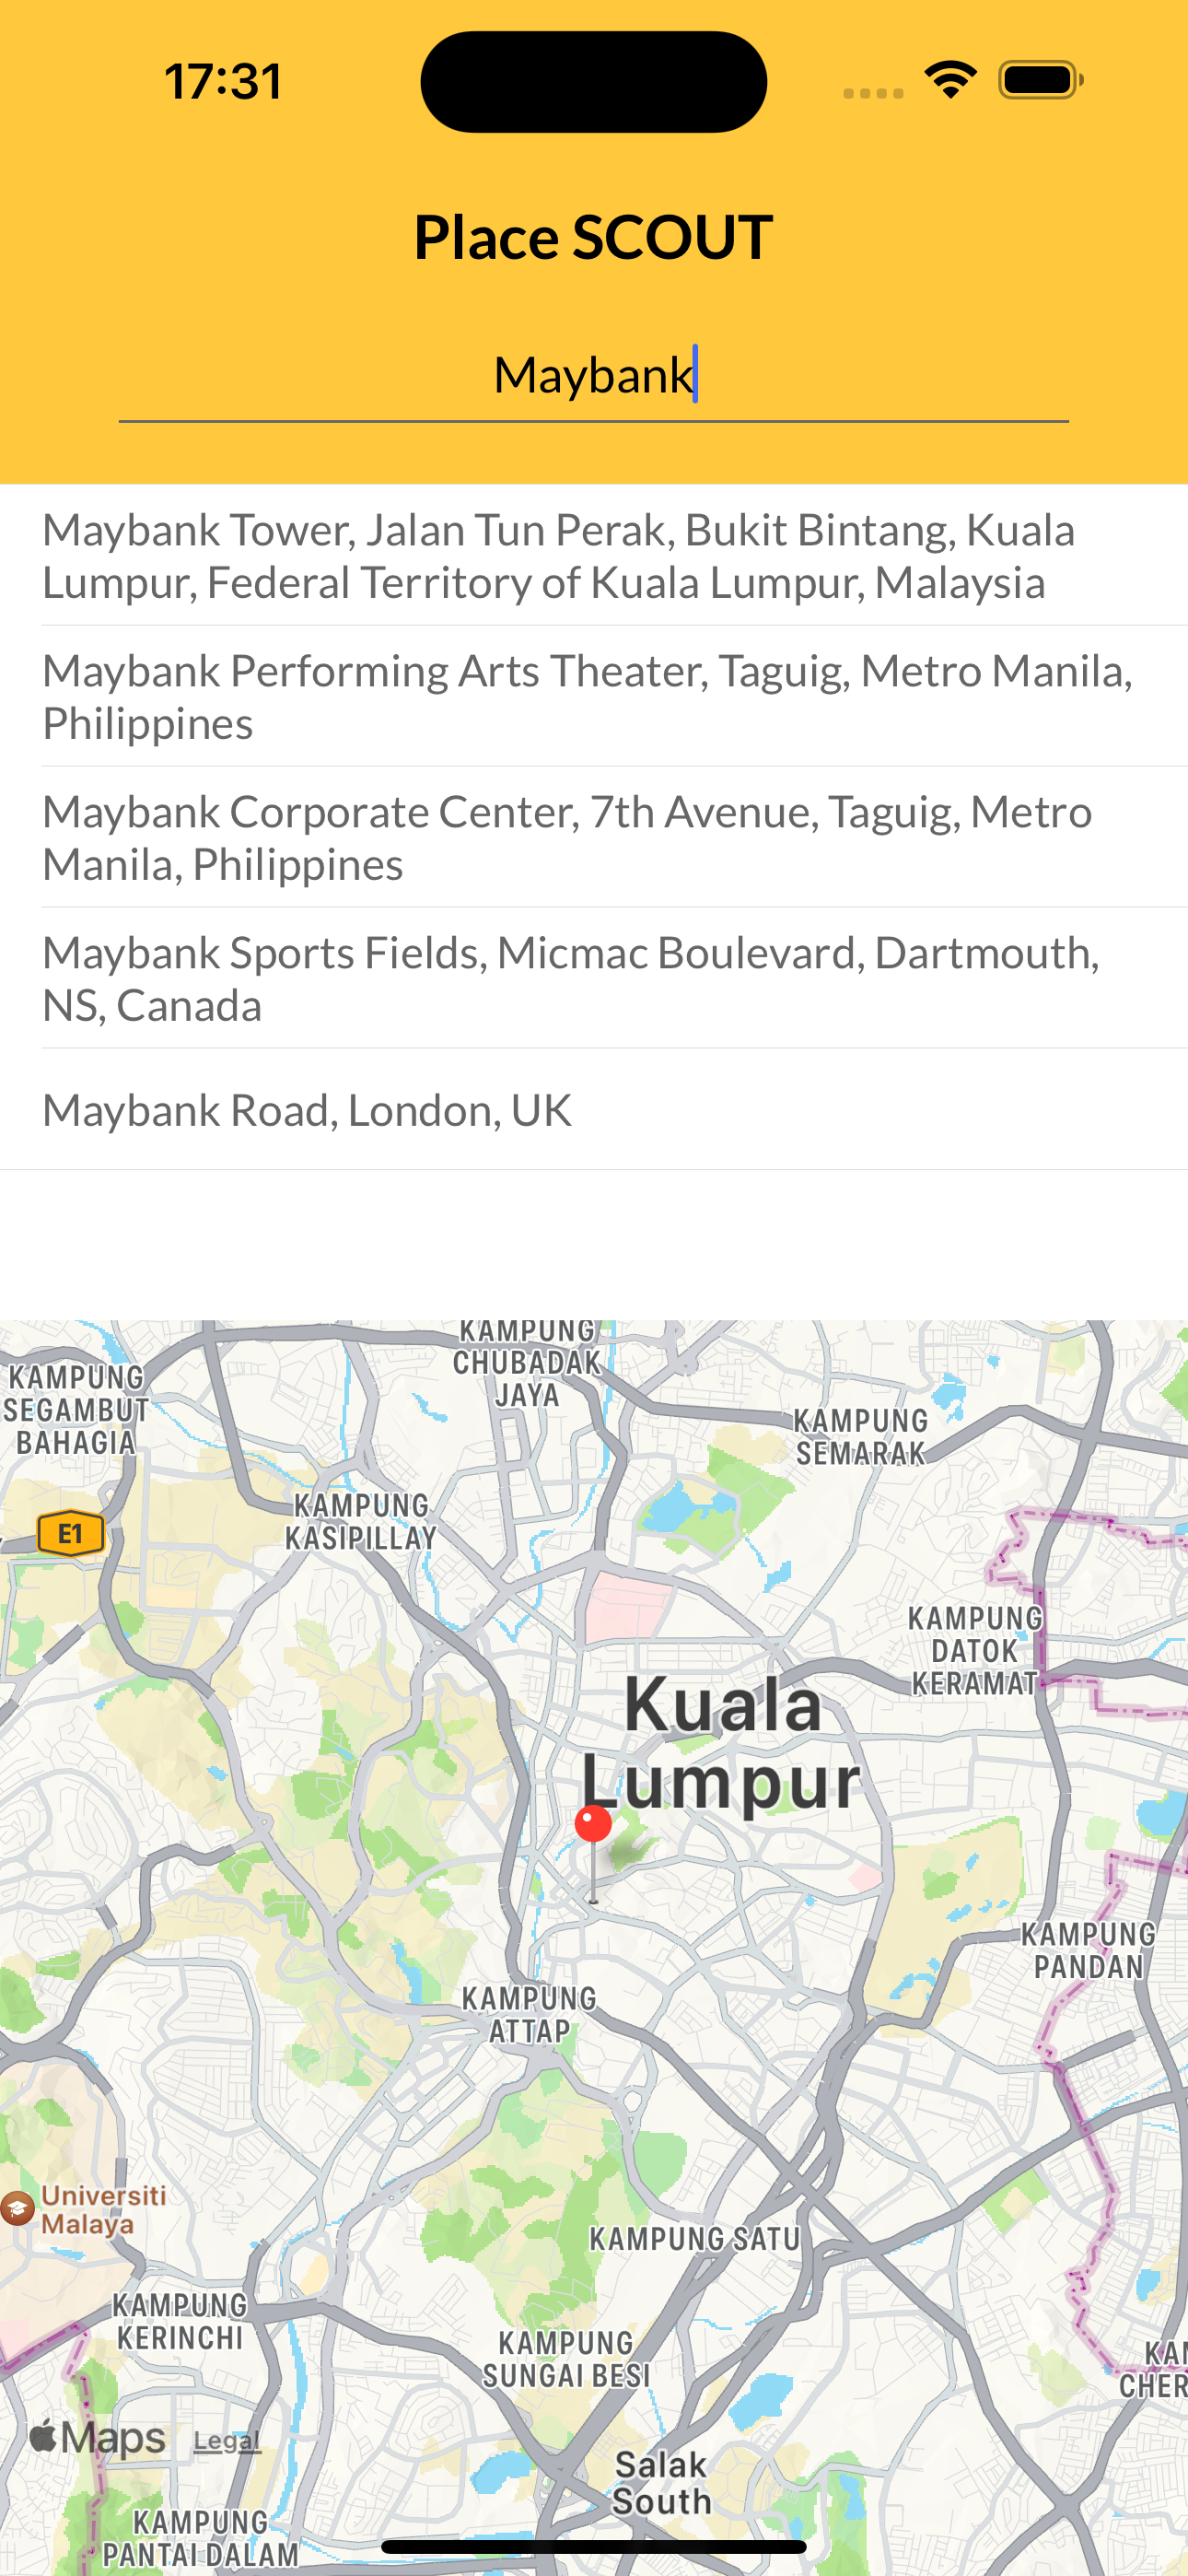 17:31
Place SCOUT
Maybank
Maybank Tower, Jalan Tun Perak, Bukit Bintang, Kuala
Lumpur, Federal Territory of Kuala Lumpur, Malaysia
Maybank Performing Arts Theater, Taguig, Metro Manila,
Philippines
Maybank Corporate Center, 7th Avenue, Taguig, Metro
Manila, Philippines
Maybank Sports Fields, Micmac Boulevard, Dartmouth,
NS, Canada
Maybank Road, London, UK
KAMPUNG
CHUBADAK
JAYA
KAMPUNG
SEGAMBUT
BAHAGIA
KAMPUNG
SEMARAK
KAMPUNG
KASIPILLAY
E1
KAMPUNG
DATOK
KERAMAT
Kuala
Lumpur
KAMPUNG
PANDAN
KAMPUNG
ATTAP
Universiti
Malaya
KAMPUNG SATU
KAMPUNG
KERINCHI
KAMPUNG
SUNGAI BESI
KAM
CHER
Maps
Legal
Salak
South
KAMPUNG
PANTAI DALAM